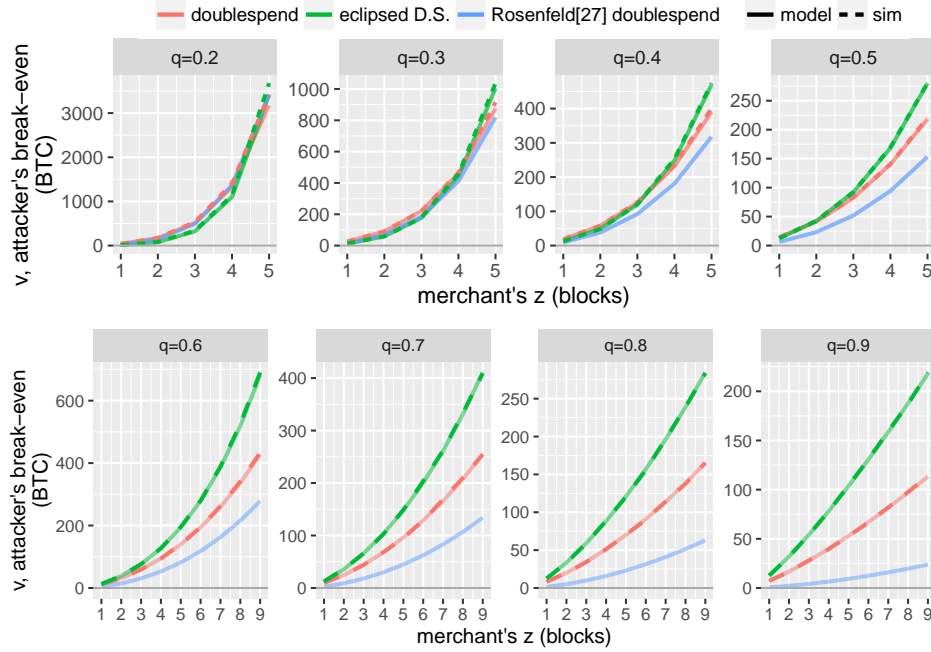 doublespend eclipsed D.S. Rosenfeld[27] doublespend model sim
q=0.2 q=0.3 q=0.4 q=0.5
v, attacker's break−even
(BTC)
3000
2000
1000
0
1 2 3 4 5
1000
800
600
400
200
0
1 2 3 4 5
400
300
200
100
0
1 2 3 4 5
250
200
150
100
50
0
1 2 3 4 5
merchant's z (blocks)
q=0.6 q=0.7 q=0.8 q=0.9
v, attacker's break−even
(BTC)
600
400
200
0
1 2 3 4 5 6 7 8 9
400
300
200
100
0
1 2 3 4 5 6 7 8 9
250
200
150
100
50
0
1 2 3 4 5 6 7 8 9
200
150
100
50
0
1 2 3 4 5 6 7 8 9
merchant's z (blocks)